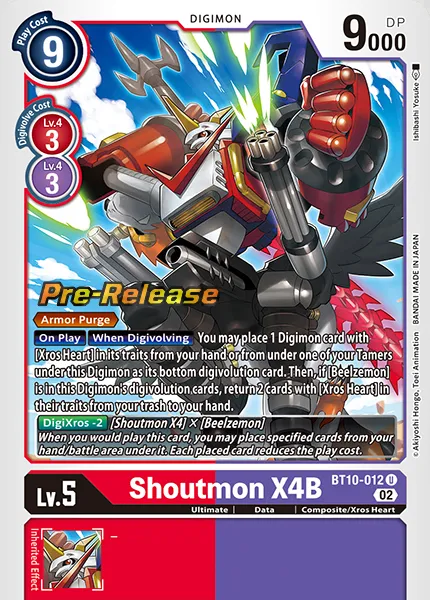 DIGIMON
Play Cost
9
DP
9000
Digivolve Cost
Lv.4
3
Lv.4
3
Ishibashi Yosuke
Pre-Release
Armor Purge
On Play When Digivolving You may place 1 Digimon card with
[Xros Heart] in its traits from your hand or from under one of your Tamers
under this Digimon as its bottom digivolution card. Then, if [Beelzemon]
is in this Digimon's digivolution cards, return 2 cards with [Xros Heart] in
their traits from your trash to your hand.
DigiXros -2 [Shoutmon X4] × [Beelzemon]
When you would play this card, you may place specified cards from your
hand/battle area under it. Each placed card reduces the play cost.
© Akiyoshi Hongo, Toei Animation BANDAI MADE IN JAPAN
Lv.5
Shoutmon X4B
BT10-012 U
02
Ultimate | Data | Composite/Xros Heart
Inherited Effect
-